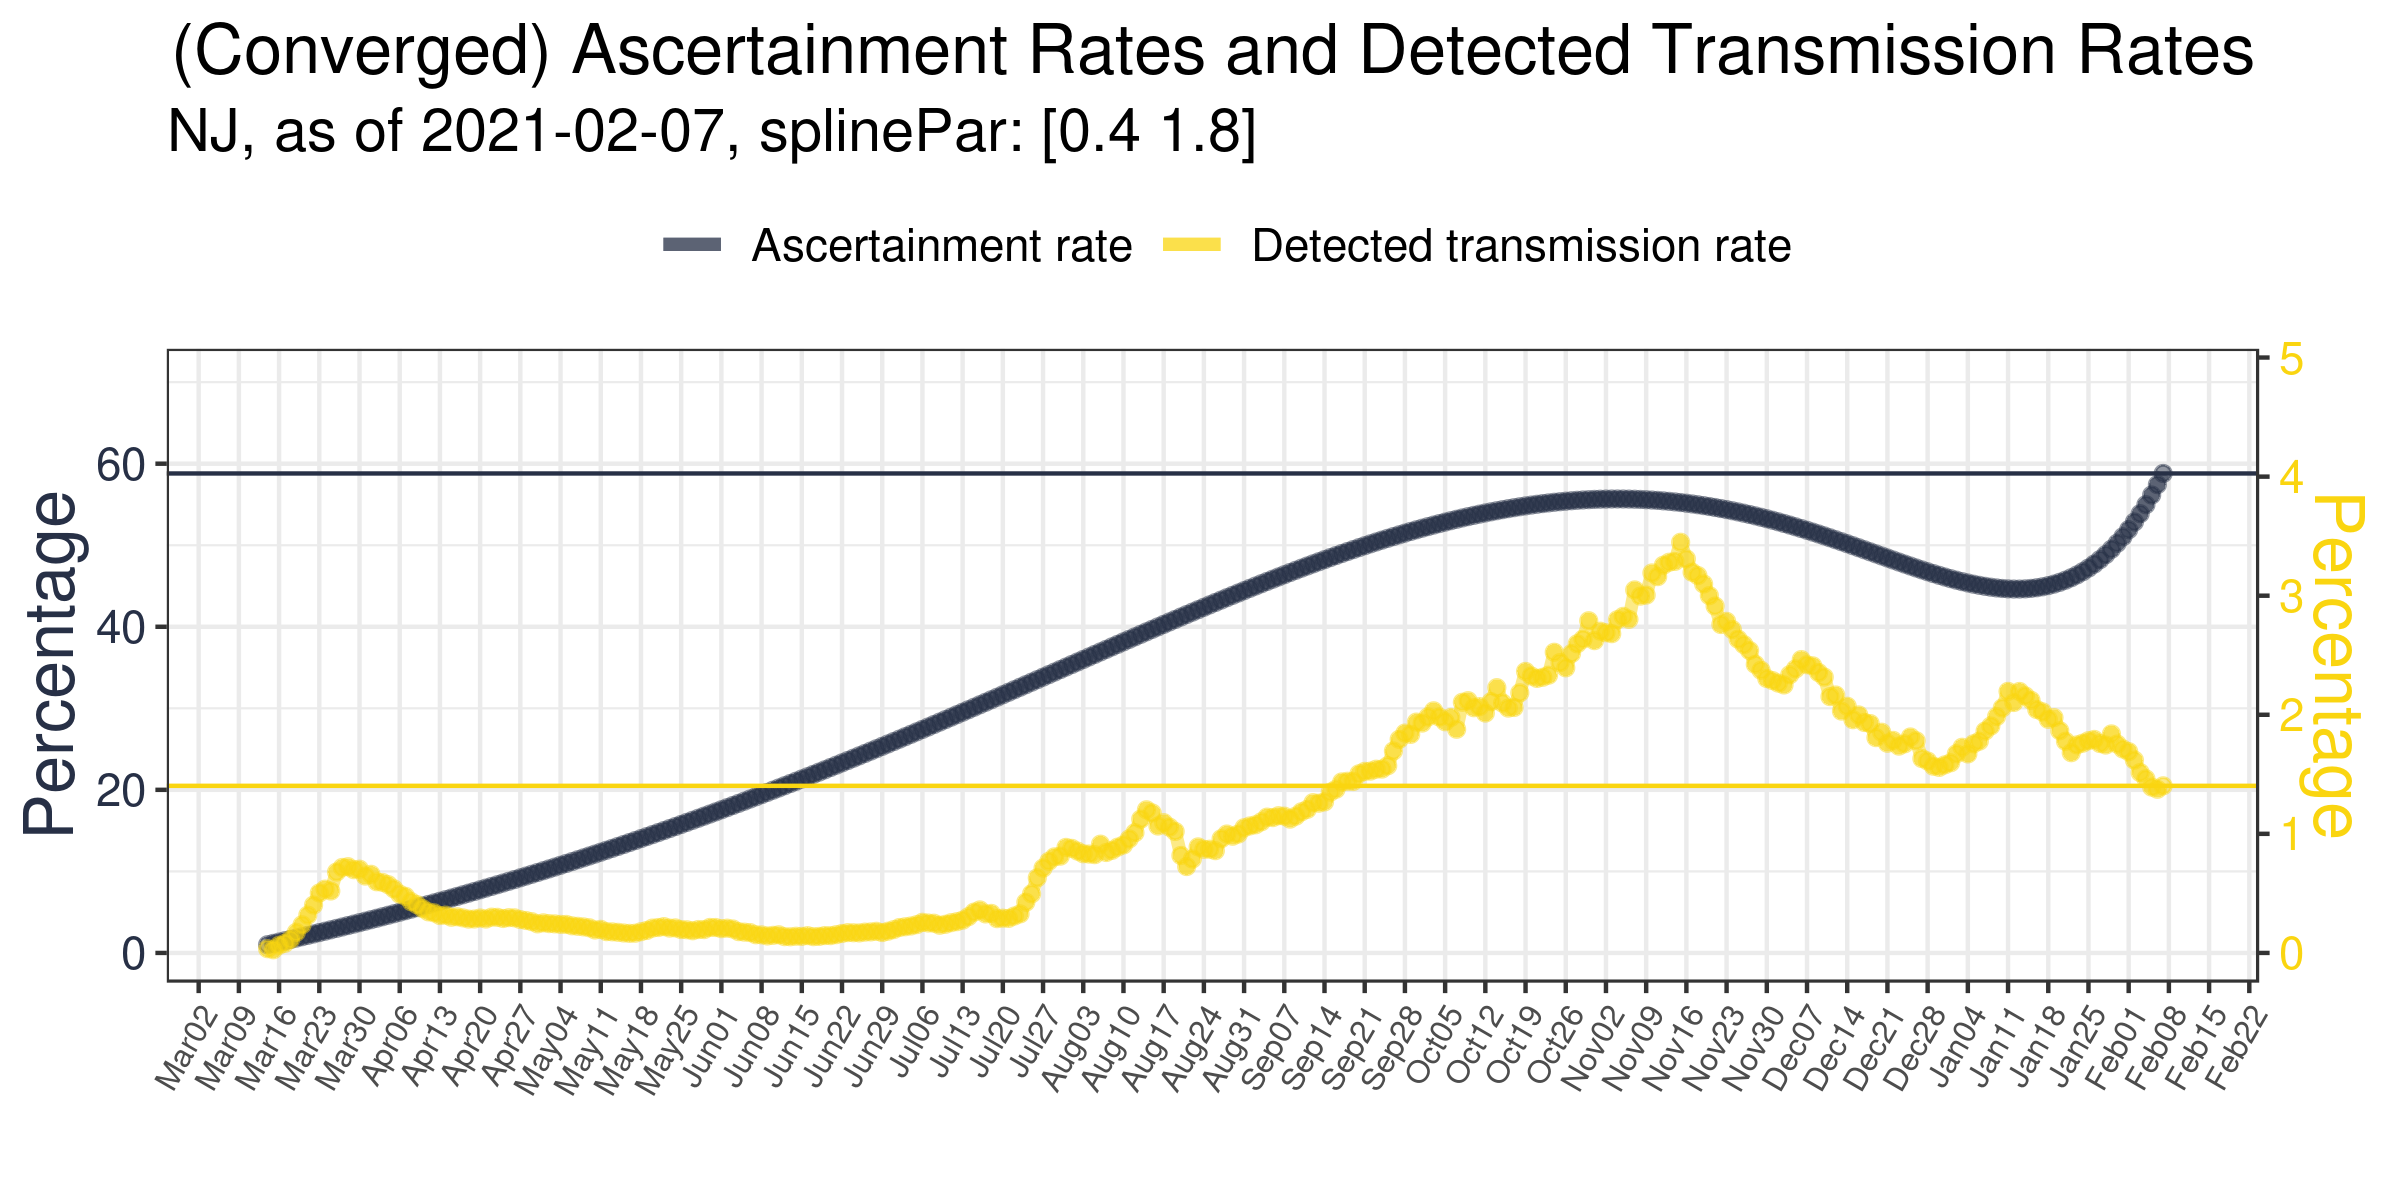 (Converged) Ascertainment Rates and Detected Transmission Rates
NJ, as of 2021-02-07, splinePar: [0.4 1.8]
Ascertainment rate
Detected transmission rate
Percentage
60
40
20
0
5
4
3
2
1
0
Percentage
Mar02
Mar09
Mar16
Mar23
Mar30
Apr06
Apr13
Apr20
Apr27
May04
May11
May18
May25
Jun01
Jun08
Jun15
Jun22
Jun29
Jul06
Jul13
Jul20
Jul27
Aug03
Aug10
Aug17
Aug24
Aug31
Sep07
Sep14
Sep21
Sep28
Oct05
Oct12
Oct19
Oct26
Nov02
Nov09
Nov16
Nov23
Nov30
Dec07
Dec14
Dec21
Dec28
Jan04
Jan11
Jan18
Jan25
Feb01
Feb08
Feb15
Feb22